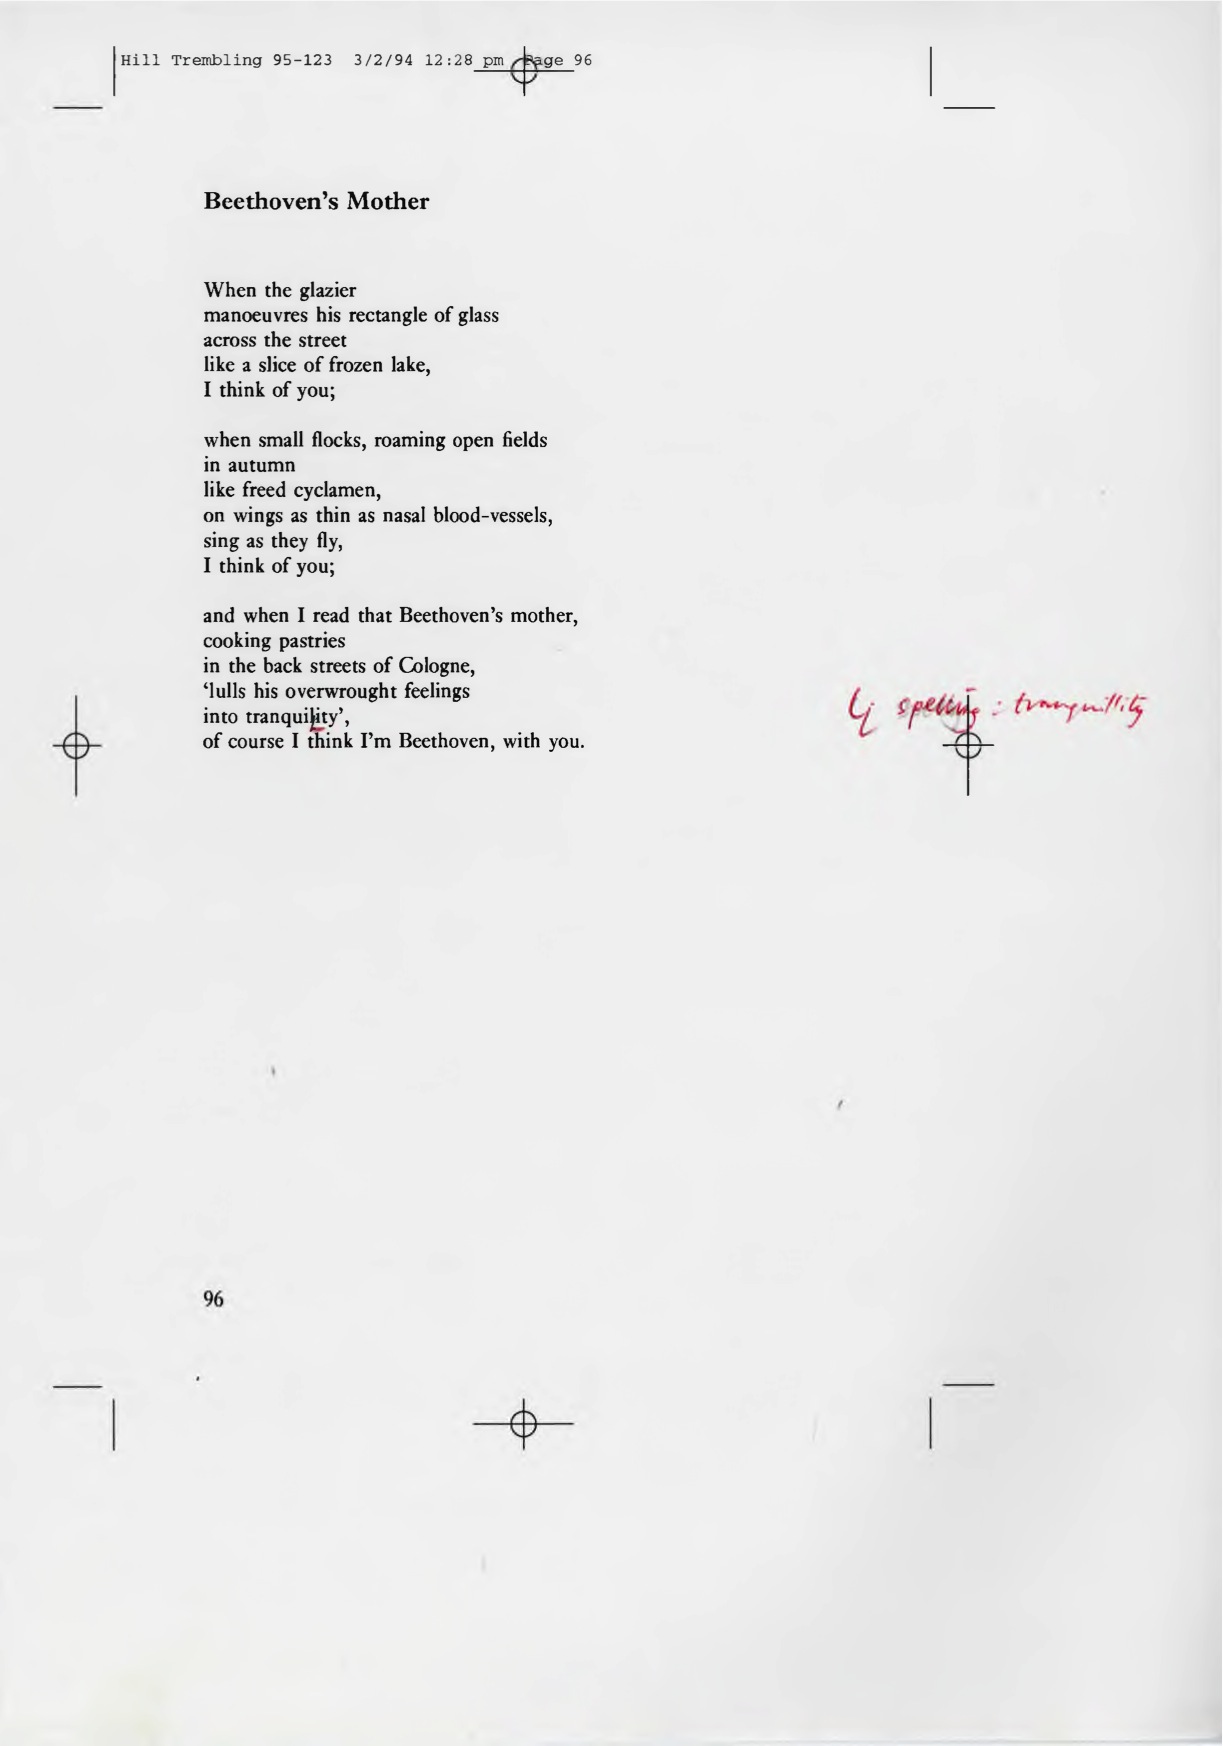 Hill Trembling 95-123 3/2/94 12:28 pm Page 96
Beethoven’s Mother
When the glazier
manoeuvres his rectangle of glass
across the street
like a slice of frozen lake,
I think of you;
when small flocks, roaming open fields
in autumn
like freed cyclamen,
on wings as thin as nasal blood-vessels,
sing as they fly,
I think of you;
and when I read that Beethoven’s mother,
cooking pastries
in the back streets of Cologne,
‘lulls his overwrought feelings
into tranquility’,
spelling: tranquillity
of course I think I’m Beethoven, with you.
96